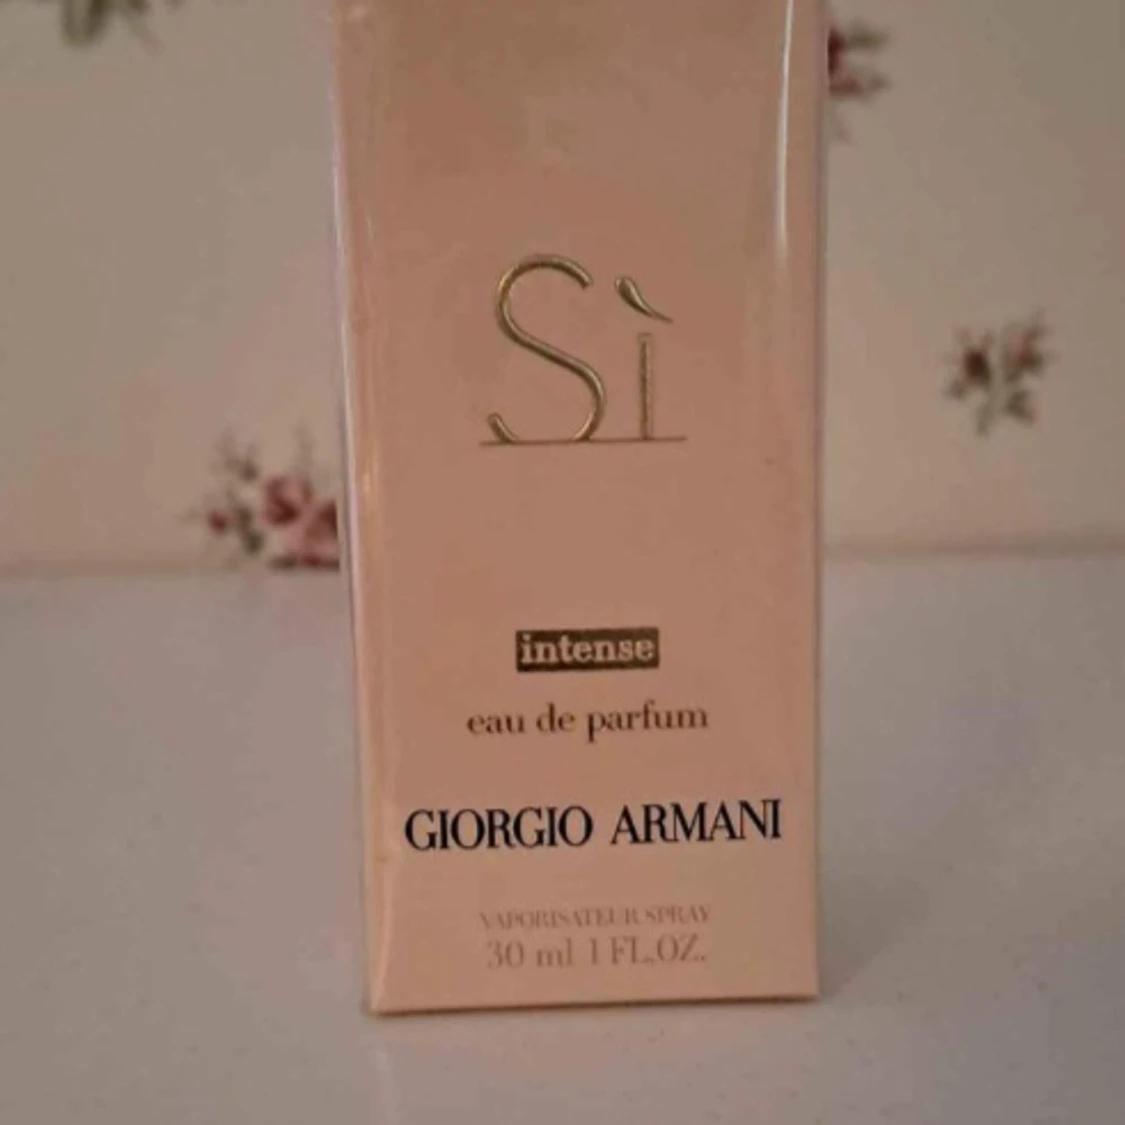 Sì
intense
eau de parfum
GIORGIO ARMANI
VAPORISATEUR SPRAY
30 ml 1 FL.OZ.